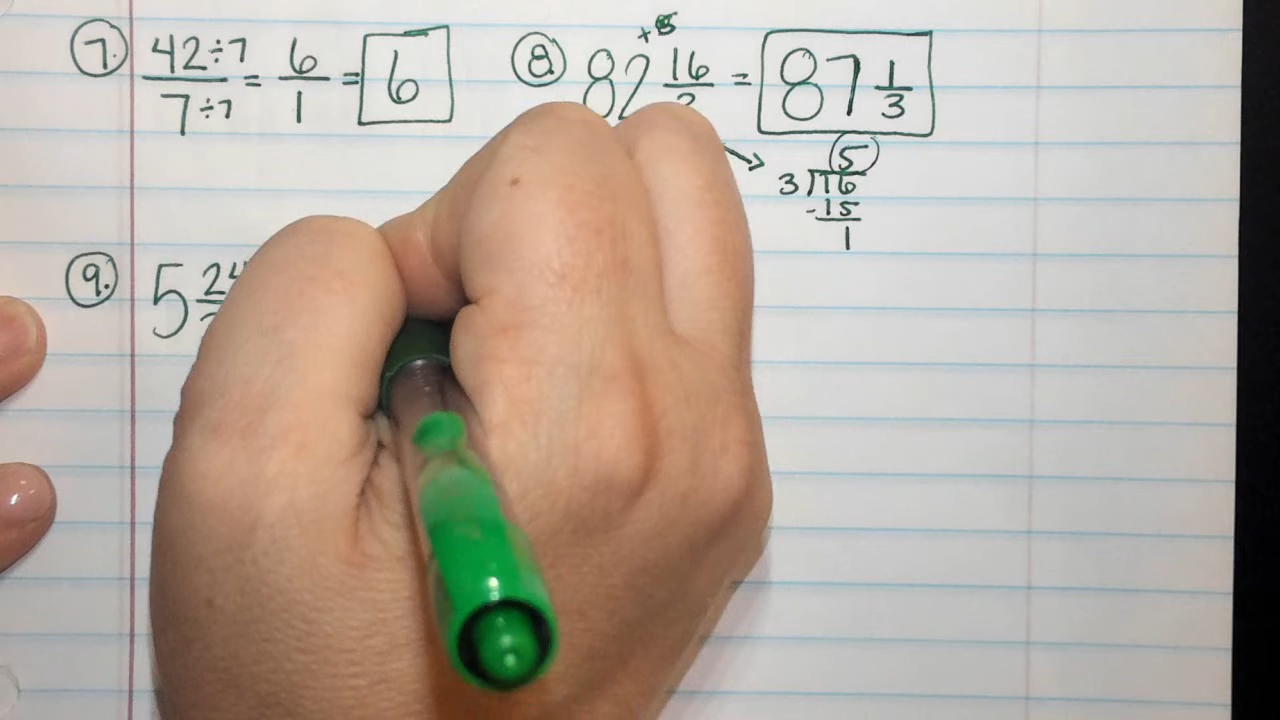 7. 42÷7/7÷7 = 6/1 = 6
8. 82 16/3 +5 = 87 1/3
5
3⟌16
-15
1
9. 5 24